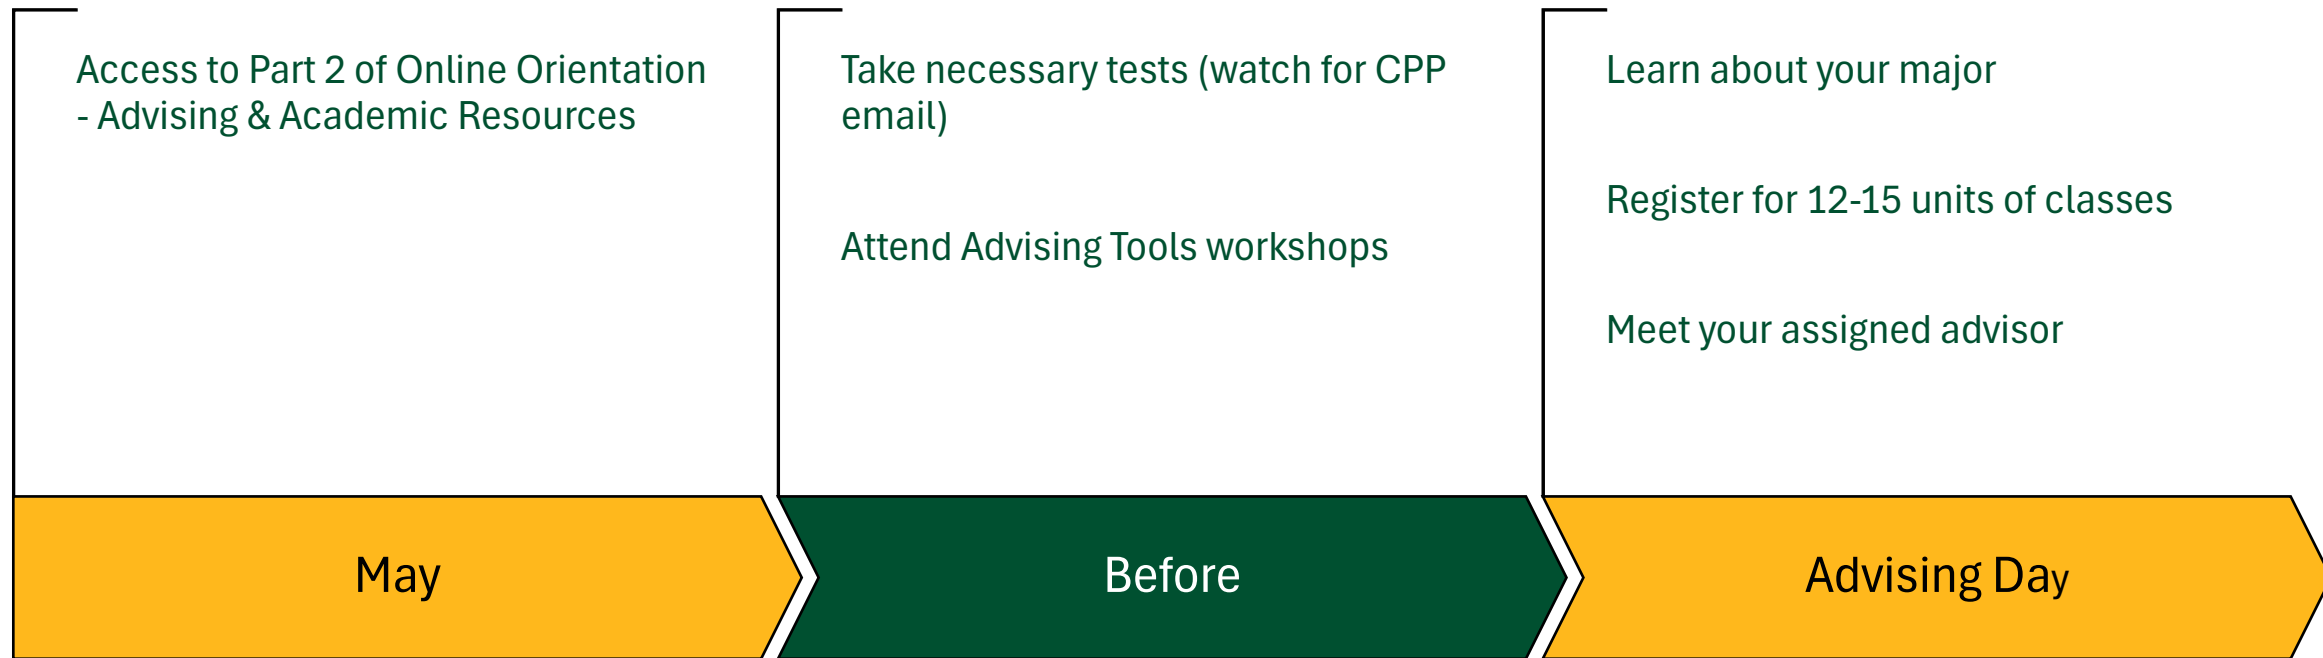 Access to Part 2 of Online Orientation
- Advising & Academic Resources
Take necessary tests (watch for CPP
email)
Attend Advising Tools workshops
Learn about your major
Register for 12-15 units of classes
Meet your assigned advisor
May
Before
Advising Day